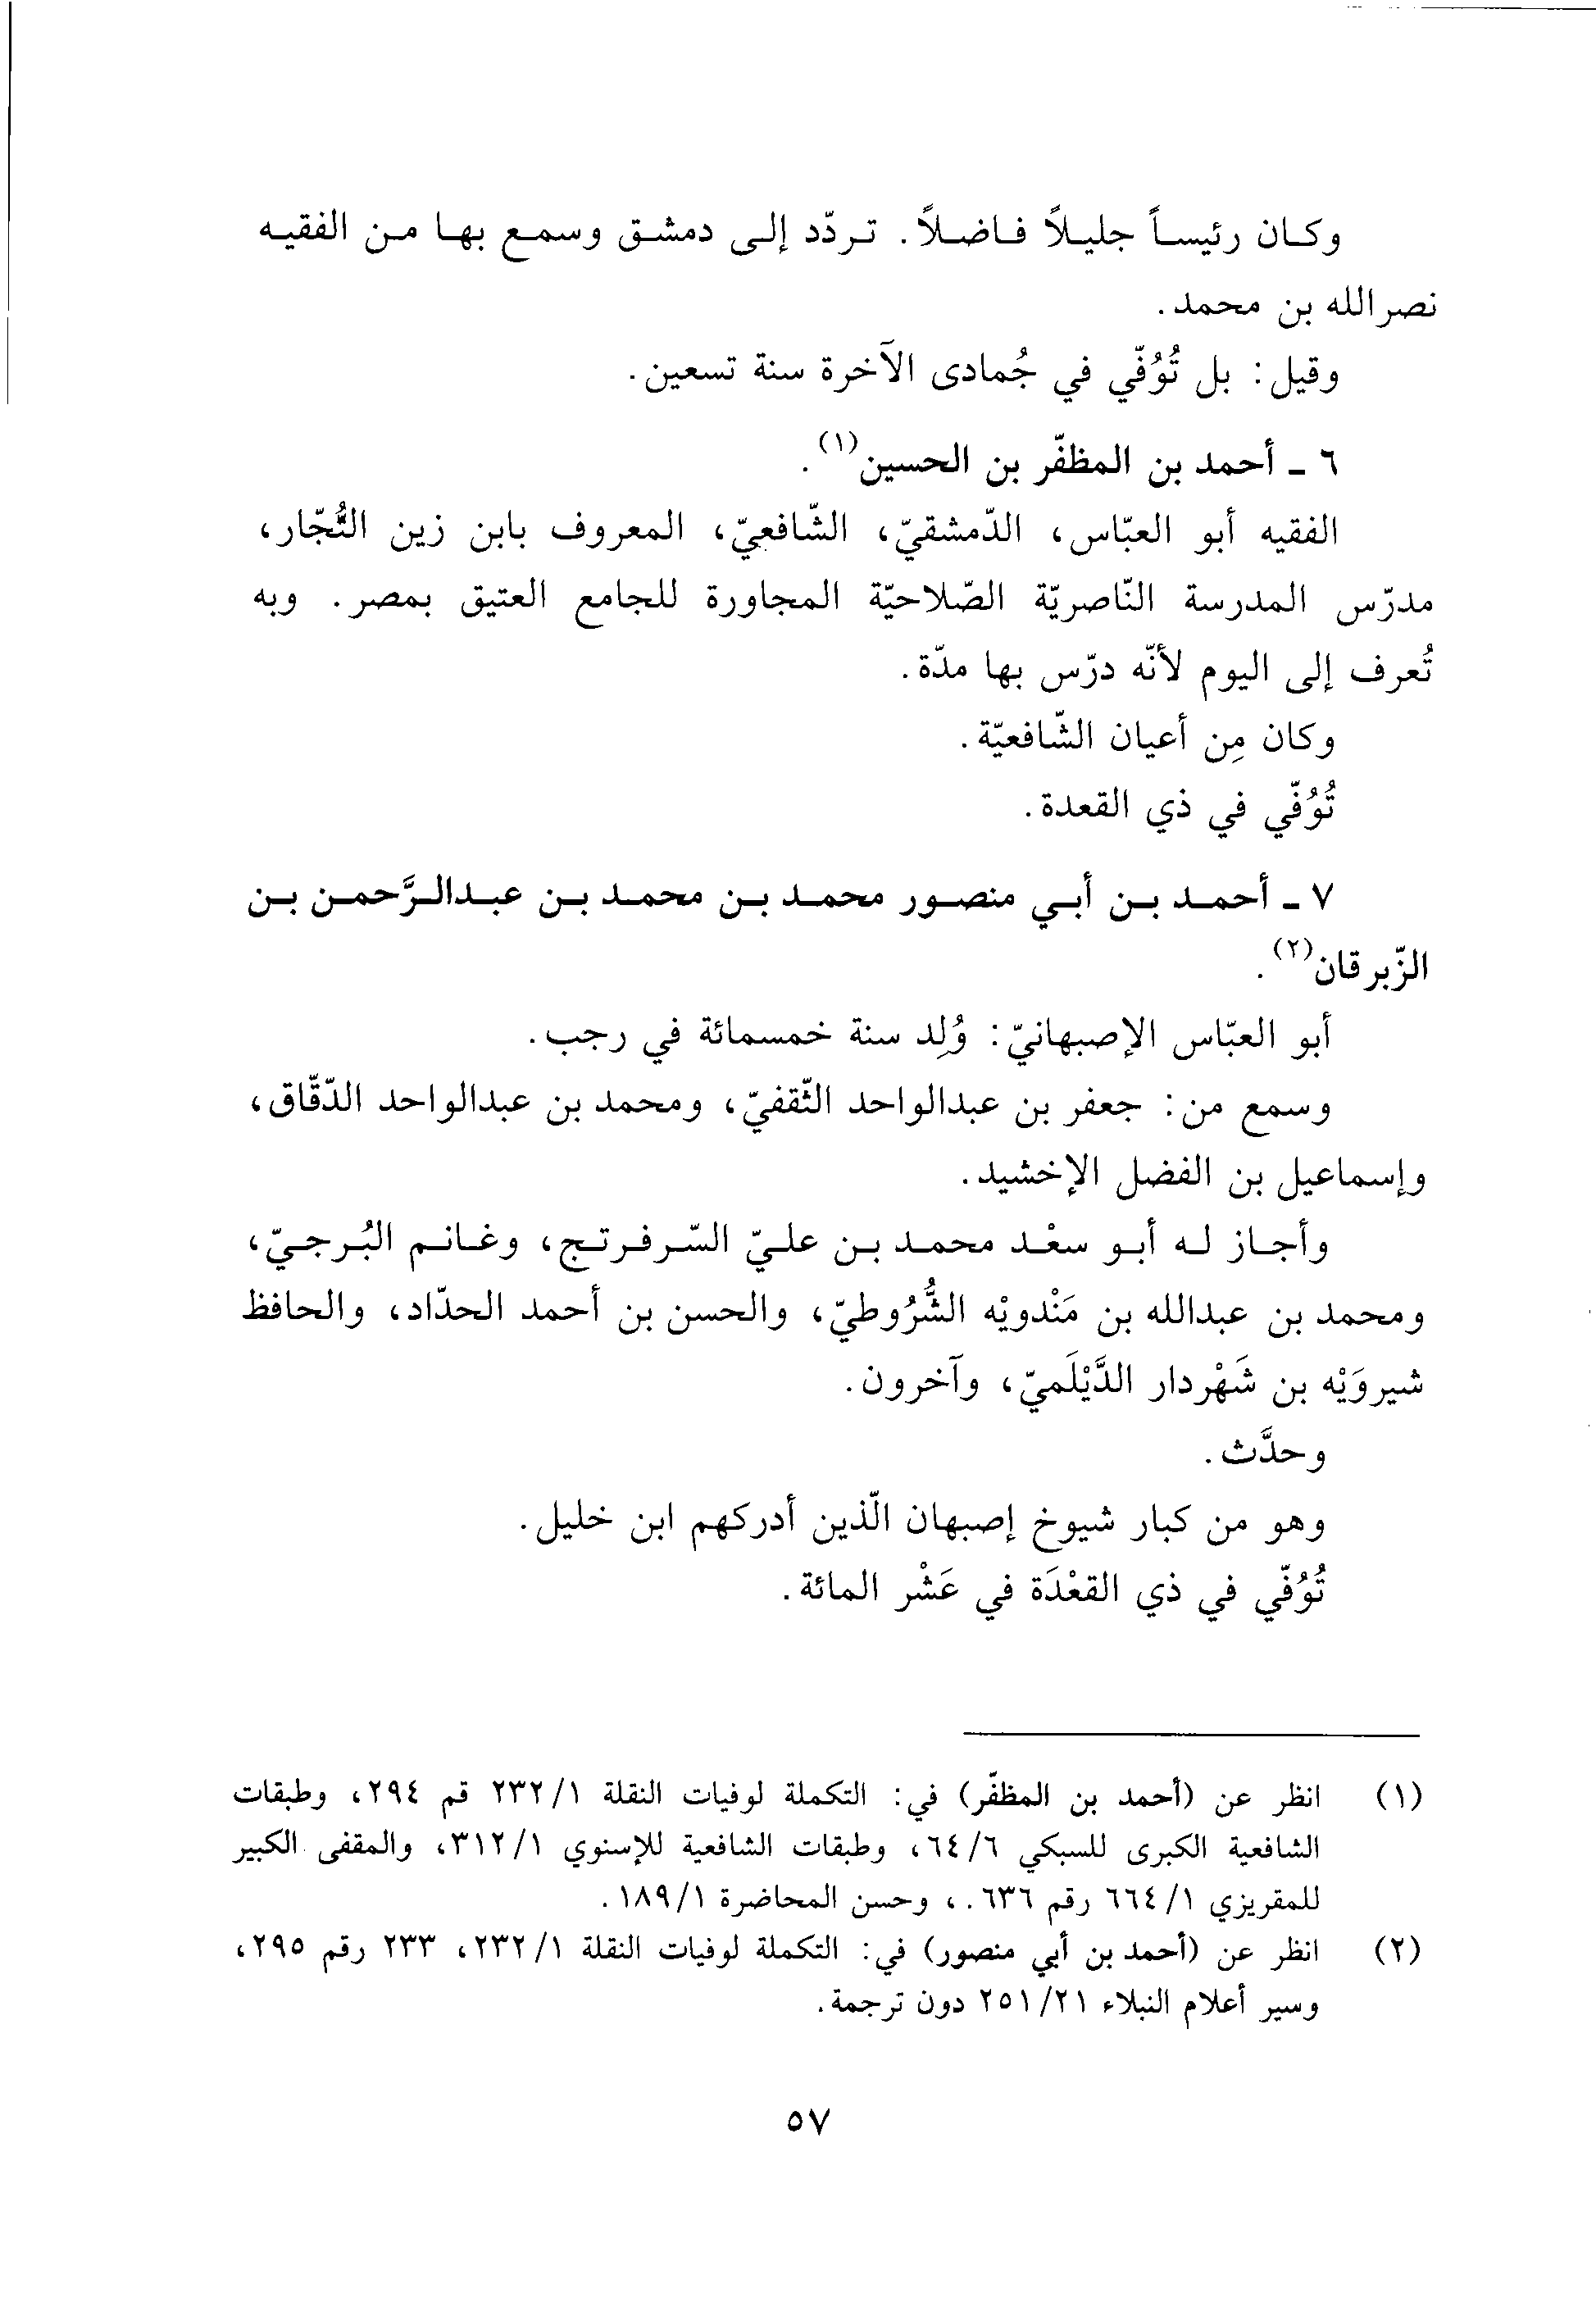 وكان رئيساً جليلاً فاضلاً. تردّد إلى دمشق وسمع بها من الفقيه
نصرالله بن محمد.
وقيل: بل تُوُفّي في جُمادى الآخرة سنة تسعين.
٦ - أحمد بن المظفّر بن الحسين(١).
الفقيه أبو العبّاس، الدّمشقيّ، الشّافعيّ، المعروف بابن زين التُّجّار،
مدرّس المدرسة النّاصريّة الصّلاحيّة المجاورة للجامع العتيق بمصر. وبه
تُعرف إلى اليوم لأنّه درّس بها مدّة.
وكان مِن أعيان الشّافعيّة.
تُوُفّي في ذي القعدة.
٧ - أحمد بن أبي منصور محمد بن محمد بن عبدالرَّحمن بن
الزّبرقان(٢).
أبو العبّاس الإصبهانيّ: وُلِد سنة خمسمائة في رجب.
وسمع من: جعفر بن عبدالواحد الثّقفيّ، ومحمد بن عبدالواحد الدّقّاق،
وإسماعيل بن الفضل الإخشيد.
وأجاز له أبو سعْد محمد بن عليّ السّرفرتج، وغانم البُرجيّ،
ومحمد بن عبدالله بن مَنْدويْه الشُّرُوطيّ، والحسن بن أحمد الحدّاد، والحافظ
شيروَيْه بن شَهْردار الدَّيْلَميّ، وآخرون.
وحدَّث.
وهو من كبار شيوخ إصبهان الّذين أدركهم ابن خليل.
تُوُفّي في ذي القعْدَة في عَشْر المائة.
(١) انظر عن (أحمد بن المظفّر) في: التكملة لوفيات النقلة ٢٣٢/١ قم ٢٩٤، وطبقات
الشافعية الكبرى للسبكي ٦٤/٦، وطبقات الشافعية للإسنوي ٣١٢/١، والمقفى الكبير
للمقريزي ٦٦٤/١ رقم ٦٣٦.، وحسن المحاضرة ١٨٩/١.
(٢) انظر عن (أحمد بن أبي منصور) في: التكملة لوفيات النقلة ٢٣٢/١، ٢٣٣ رقم ٢٩٥،
وسير أعلام النبلاء ٢٥١/٢١ دون ترجمة.
٥٧